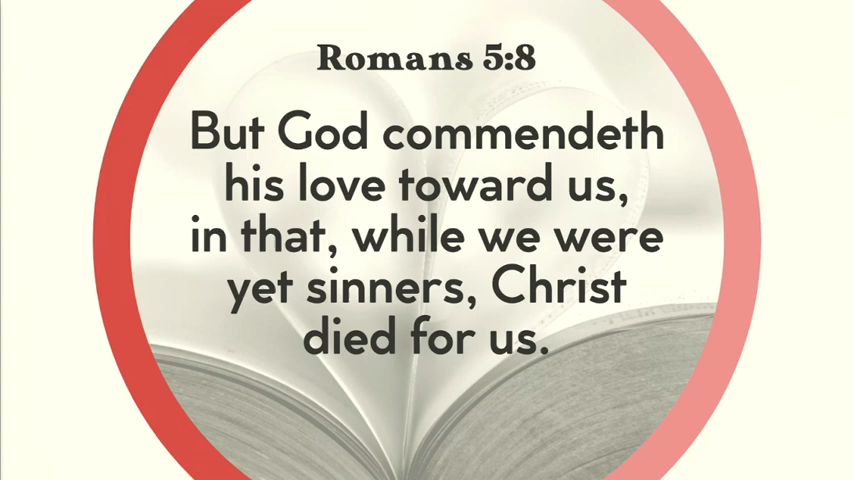 Romans 5:8
But God commendeth
his love toward us,
in that, while we were
yet sinners, Christ
died for us.